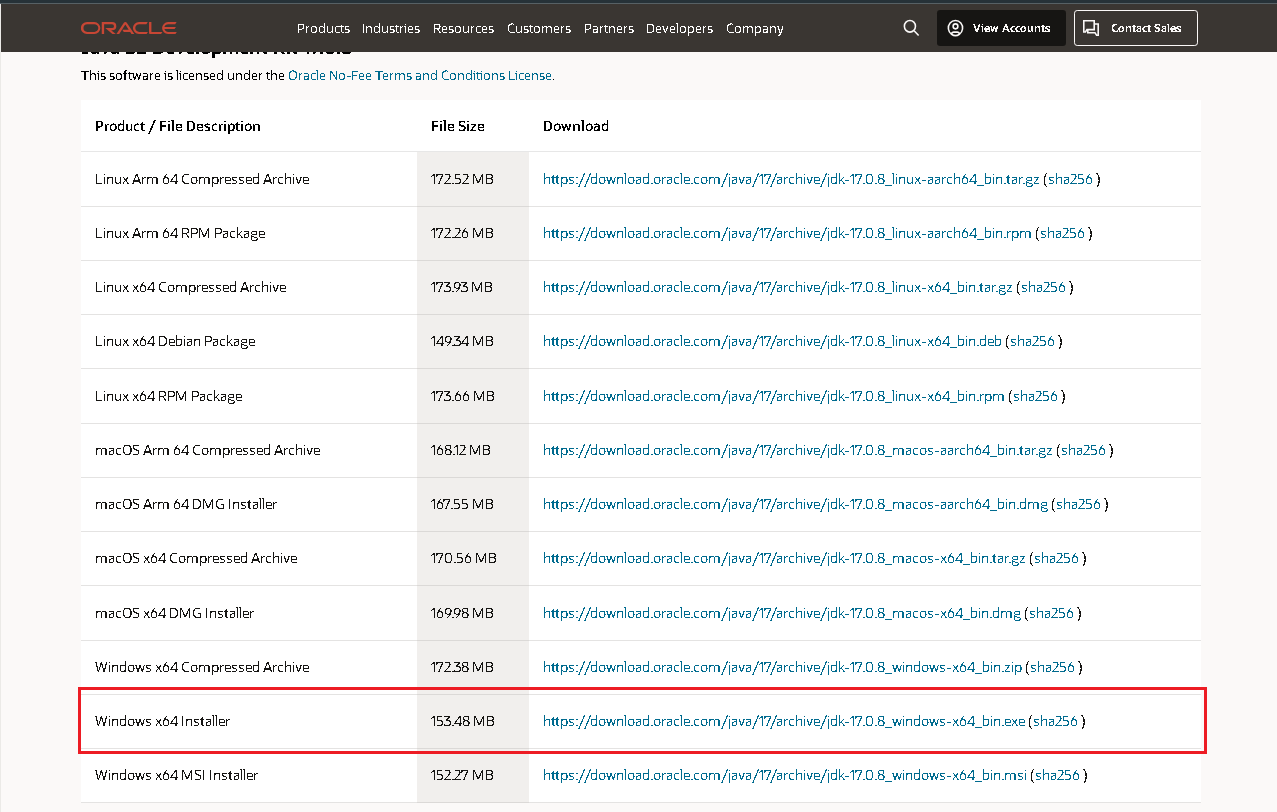 ORACLE Products Industries Resources Customers Partners Developers Company View Accounts Contact Sales
This software is licensed under the Oracle No-Fee Terms and Conditions License.
Product / File Description File Size Download
Linux Arm 64 Compressed Archive 172.52 MB https://download.oracle.com/java/17/archive/jdk-17.0.8_linux-aarch64_bin.tar.gz (sha256 )
Linux Arm 64 RPM Package 172.26 MB https://download.oracle.com/java/17/archive/jdk-17.0.8_linux-aarch64_bin.rpm (sha256 )
Linux x64 Compressed Archive 173.93 MB https://download.oracle.com/java/17/archive/jdk-17.0.8_linux-x64_bin.tar.gz (sha256 )
Linux x64 Debian Package 149.34 MB https://download.oracle.com/java/17/archive/jdk-17.0.8_linux-x64_bin.deb (sha256 )
Linux x64 RPM Package 173.66 MB https://download.oracle.com/java/17/archive/jdk-17.0.8_linux-x64_bin.rpm (sha256 )
macOS Arm 64 Compressed Archive 168.12 MB https://download.oracle.com/java/17/archive/jdk-17.0.8_macos-aarch64_bin.tar.gz (sha256 )
macOS Arm 64 DMG Installer 167.55 MB https://download.oracle.com/java/17/archive/jdk-17.0.8_macos-aarch64_bin.dmg (sha256 )
macOS x64 Compressed Archive 170.56 MB https://download.oracle.com/java/17/archive/jdk-17.0.8_macos-x64_bin.tar.gz (sha256 )
macOS x64 DMG Installer 169.98 MB https://download.oracle.com/java/17/archive/jdk-17.0.8_macos-x64_bin.dmg (sha256 )
Windows x64 Compressed Archive 172.38 MB https://download.oracle.com/java/17/archive/jdk-17.0.8_windows-x64_bin.zip (sha256 )
Windows x64 Installer 153.48 MB https://download.oracle.com/java/17/archive/jdk-17.0.8_windows-x64_bin.exe (sha256 )
Windows x64 MSI Installer 152.27 MB https://download.oracle.com/java/17/archive/jdk-17.0.8_windows-x64_bin.msi (sha256 )